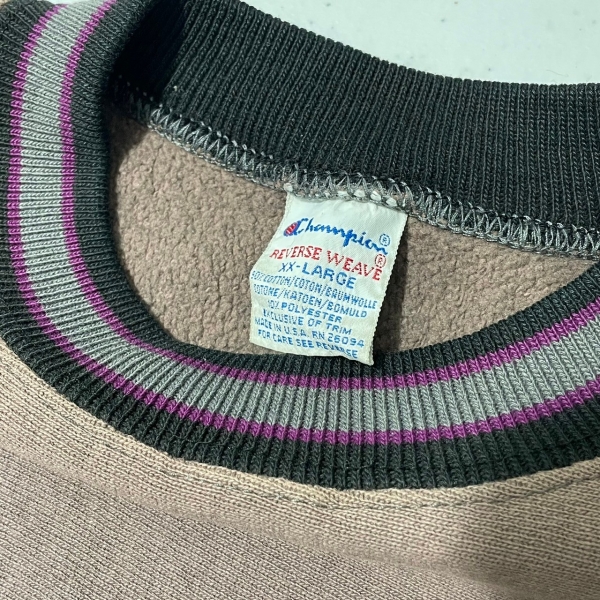 Champion®
REVERSE WEAVE®
XX-LARGE
90% COTTON/COTON/BAUMWOLLE
COTONE/KATOEN/BOMULD
10% POLYESTER
EXCLUSIVE OF TRIM
MADE IN U.S.A. RN 26094
FOR CARE SEE REVERSE